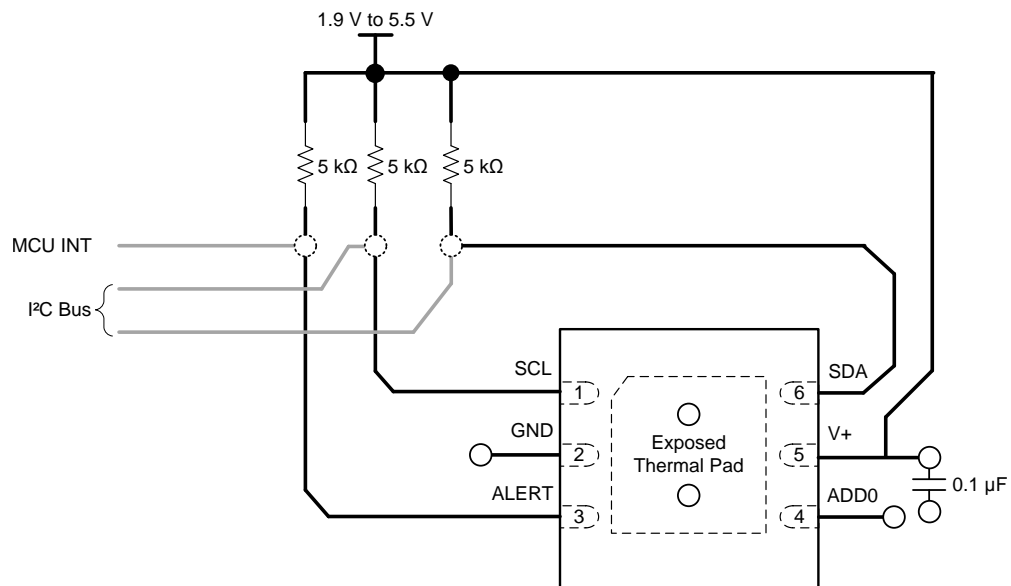 1.9 V to 5.5 V
5 kΩ
5 kΩ
5 kΩ
MCU INT
I²C Bus
SCL
1
GND
2
ALERT
3
Exposed
Thermal Pad
SDA
6
V+
5
ADD0
4
0.1 µF